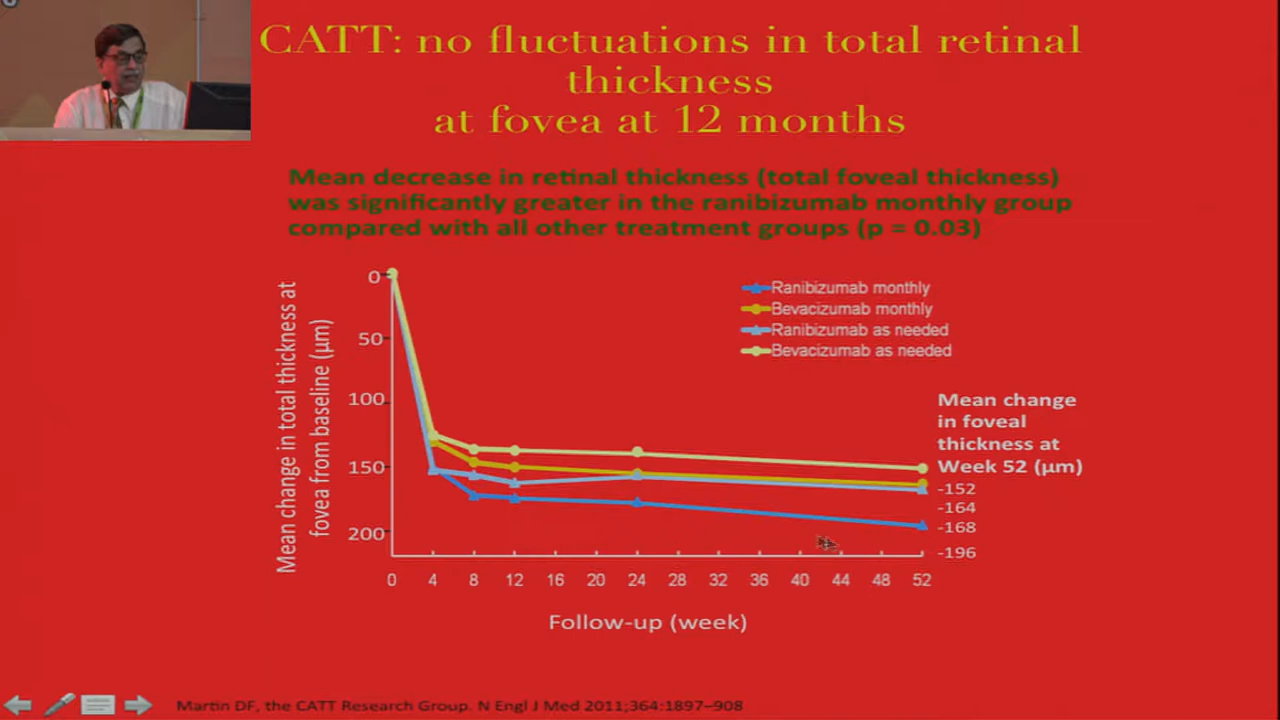 CATT: no fluctuations in total retinal
thickness
at fovea at 12 months
Mean decrease in retinal thickness (total foveal thickness)
was significantly greater in the ranibizumab monthly group
compared with all other treatment groups (p = 0.03)
Mean change in total thickness at
fovea from baseline (µm)
0
50
100
150
200
Ranibizumab monthly
Bevacizumab monthly
Ranibizumab as needed
Bevacizumab as needed
Mean change
in foveal
thickness at
Week 52 (µm)
-152
-164
-168
-196
0 4 8 12 16 20 24 28 32 36 40 44 48 52
Follow-up (week)
Martin DF, the CATT Research Group. N Engl J Med 2011;364:1897–908